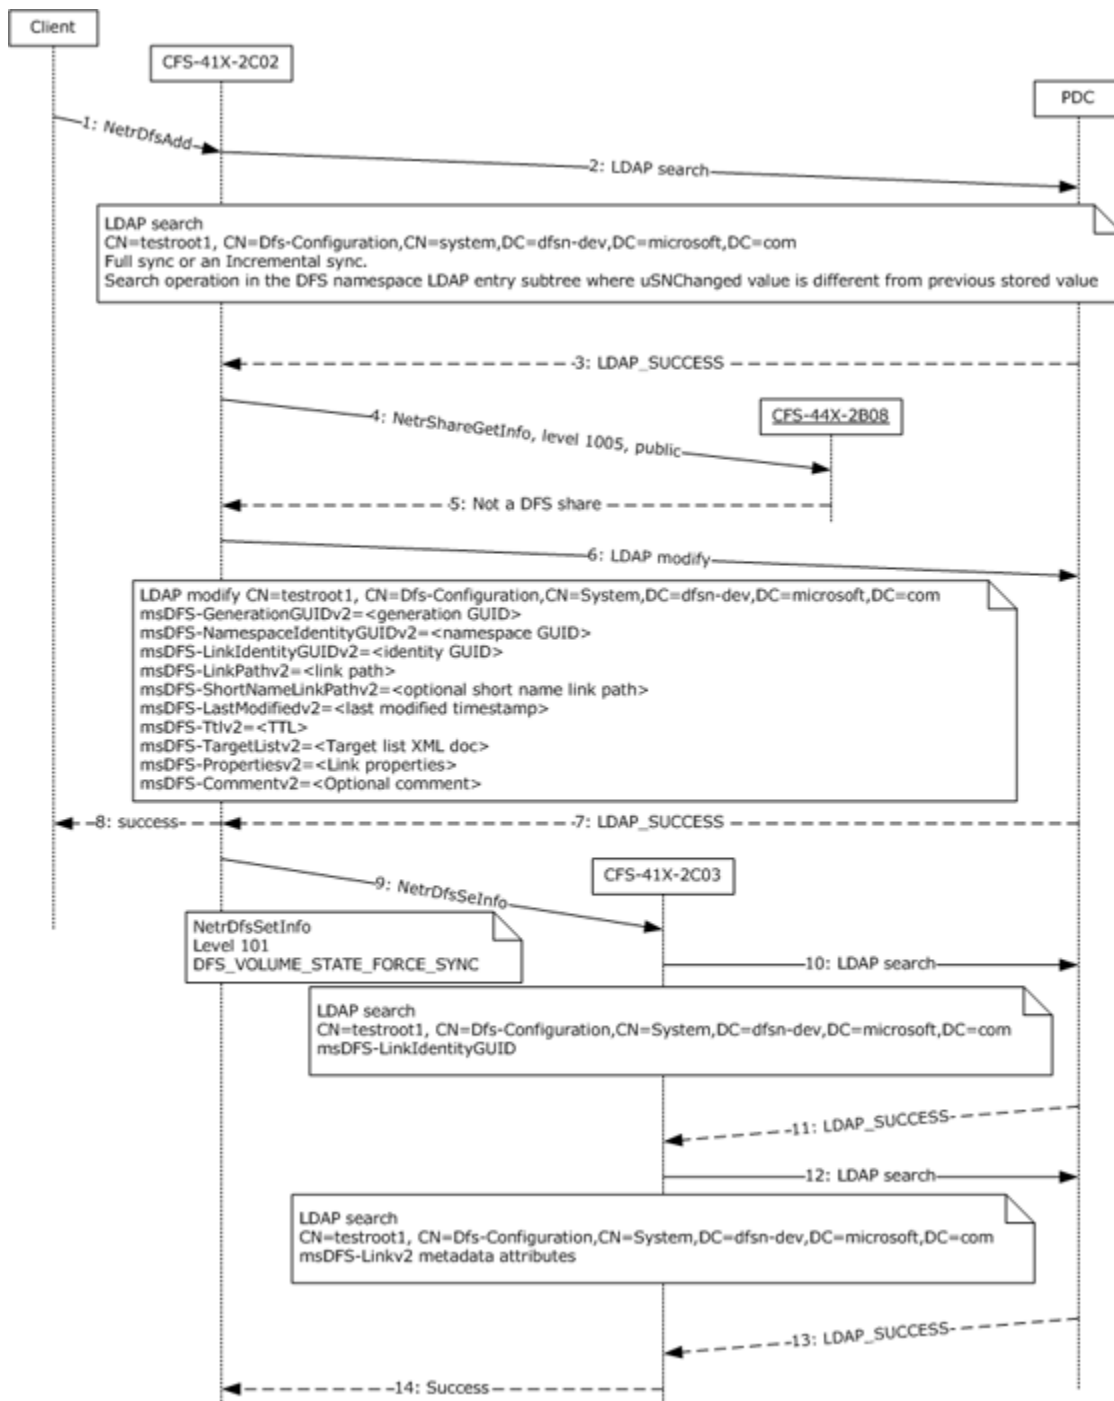 Client
CFS-41X-2C02
PDC
1: NetrDfsAdd
2: LDAP search
LDAP search
CN=testroot1, CN=Dfs-Configuration,CN=system,DC=dfsn-dev,DC=microsoft,DC=com
Full sync or an Incremental sync.
Search operation in the DFS namespace LDAP entry subtree where uSNChanged value is different from previous stored value
3: LDAP_SUCCESS
4: NetrShareGetInfo, level 1005, public
CFS-44X-2B08
5: Not a DFS share
6: LDAP modify
LDAP modify CN=testroot1, CN=Dfs-Configuration,CN=System,DC=dfsn-dev,DC=microsoft,DC=com
msDFS-GenerationGUIDv2=<generation GUID>
msDFS-NamespaceIdentityGUIDv2=<namespace GUID>
msDFS-LinkIdentityGUIDv2=<identity GUID>
msDFS-LinkPathv2=<link path>
msDFS-ShortNameLinkPathv2=<optional short name link path>
msDFS-LastModifiedv2=<last modified timestamp>
msDFS-Ttlv2=<TTL>
msDFS-TargetListv2=<Target list XML doc>
msDFS-Propertiesv2=<Link properties>
msDFS-Commentv2=<Optional comment>
8: success
7: LDAP_SUCCESS
9: NetrDfsSeInfo
CFS-41X-2C03
NetrDfsSetInfo
Level 101
DFS_VOLUME_STATE_FORCE_SYNC
10: LDAP search
LDAP search
CN=testroot1, CN=Dfs-Configuration,CN=System,DC=dfsn-dev,DC=microsoft,DC=com
msDFS-LinkIdentityGUID
11: LDAP_SUCCESS
12: LDAP search
LDAP search
CN=testroot1, CN=Dfs-Configuration,CN=System,DC=dfsn-dev,DC=microsoft,DC=com
msDFS-Linkv2 metadata attributes
13: LDAP_SUCCESS
14: Success